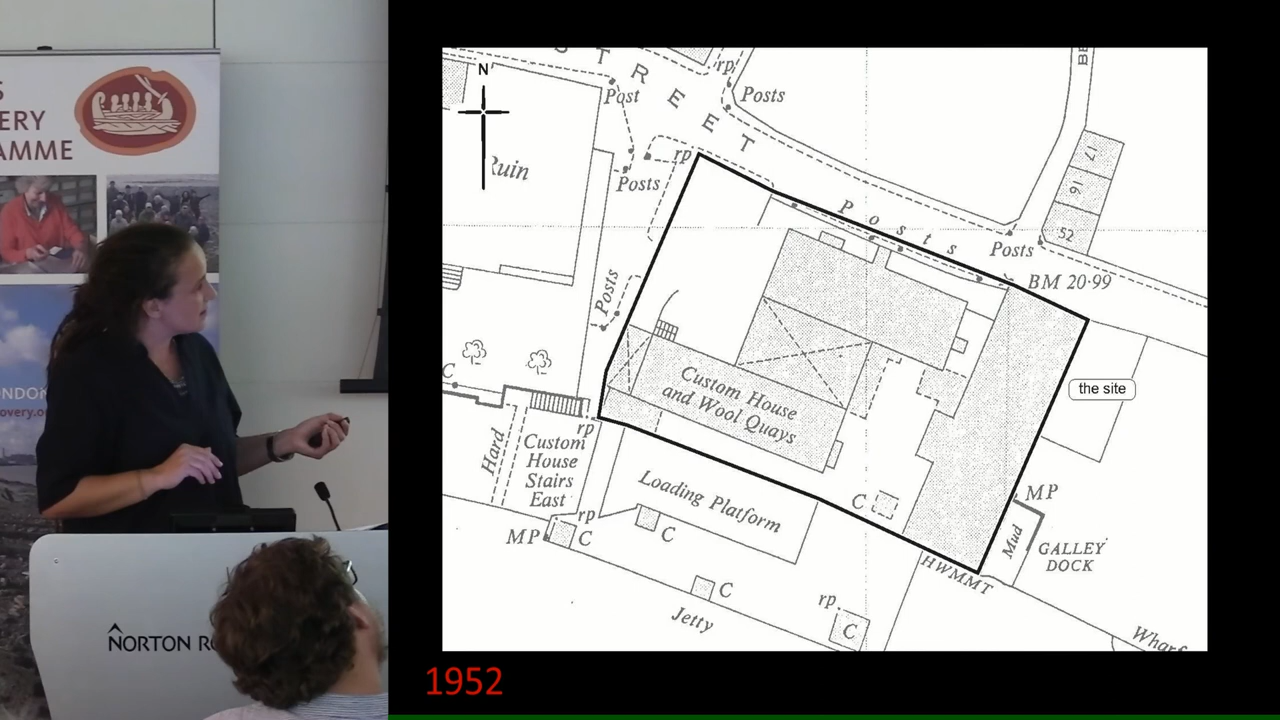 S
ERY
AMME
NDON
overy.o
NORTON R
STREET
N
rp
Post
Posts
Ruin
rp
Posts
Posts
Posts
Posts
17
16
52
BM 20·99
the site
C
Custom House
and Wool Quays
Hard
rp
Custom
House
Stairs
East
rp
MP
C
Loading Platform
C
C
C
Jetty
rp
C
HWMMT
MP
Mud
GALLEY
DOCK
Wharf
1952